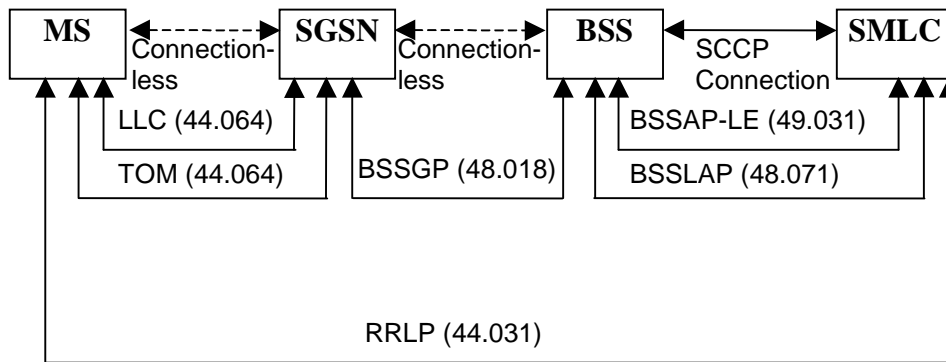 MS
SGSN
BSS
SMLC
Connection-
less
Connection-
less
SCCP
Connection
LLC (44.064)
BSSAP-LE (49.031)
TOM (44.064)
BSSGP (48.018)
BSSLAP (48.071)
RRLP (44.031)